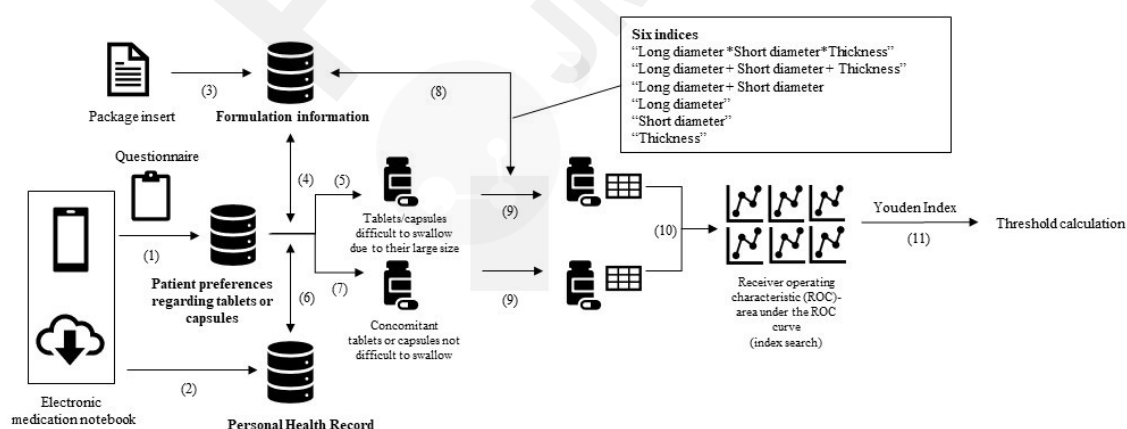 Six indices
“Long diameter *Short diameter*Thickness”
“Long diameter+ Short diameter+ Thickness”
“Long diameter+ Short diameter
“Long diameter”
“Short diameter”
“Thickness”
(3)
(8)
Package insert
Formulation information
Questionnaire
(4)
(5)
(1)
Tablets/capsules
difficult to swallow
due to their large size
(9)
(10)
Youden Index
(11)
Threshold calculation
Patient preferences
regarding tablets or
capsules
(6)
(7)
(9)
Concomitant
tablets or capsules not
difficult to swallow
Receiver operating
characteristic (ROC)-
area under the ROC
curve
(index search)
(2)
Electronic
medication notebook
Personal Health Record